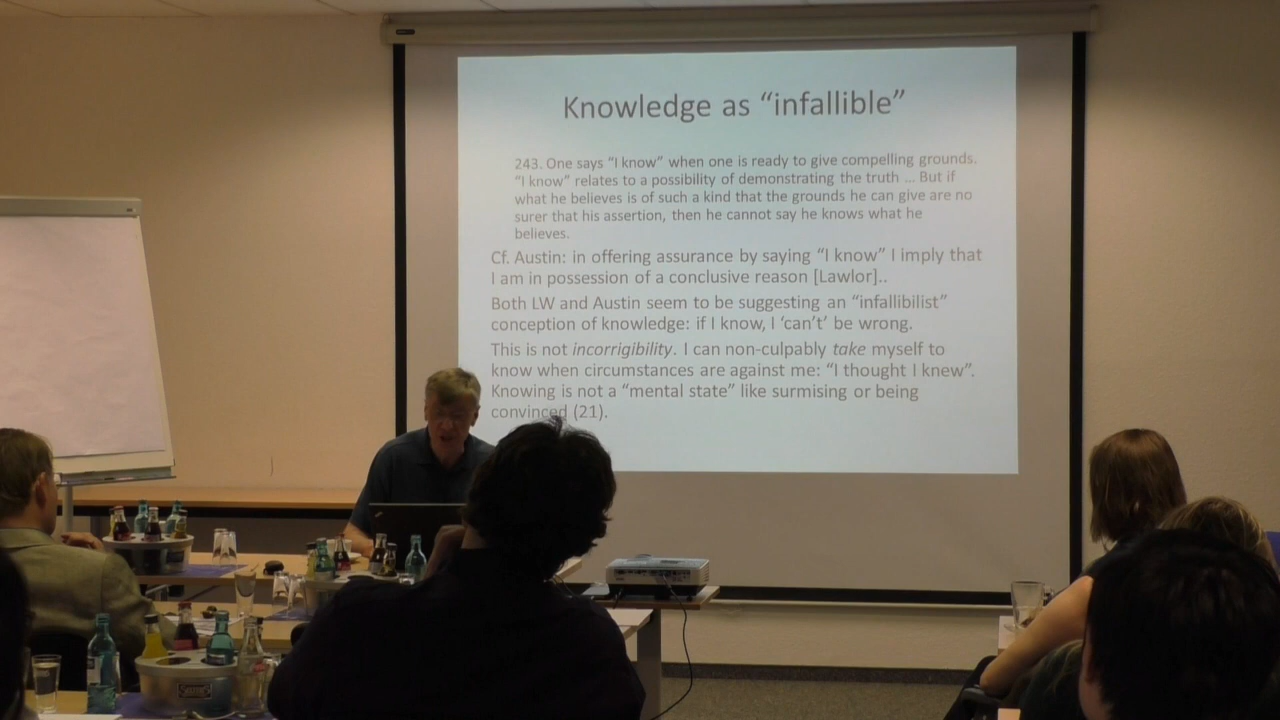 Knowledge as “infallible”
243. One says “I know” when one is ready to give compelling grounds.
“I know” relates to a possibility of demonstrating the truth ... But if
what he believes is of such a kind that the grounds he can give are no
surer that his assertion, then he cannot say he knows what he
believes.
Cf. Austin: in offering assurance by saying “I know” I imply that
I am in possession of a conclusive reason [Lawlor]..
Both LW and Austin seem to be suggesting an “infallibilist”
conception of knowledge: if I know, I ‘can’t’ be wrong.
This is not incorrigibility. I can non-culpably take myself to
know when circumstances are against me: “I thought I knew”.
Knowing is not a “mental state” like surmising or being
convinced (21).